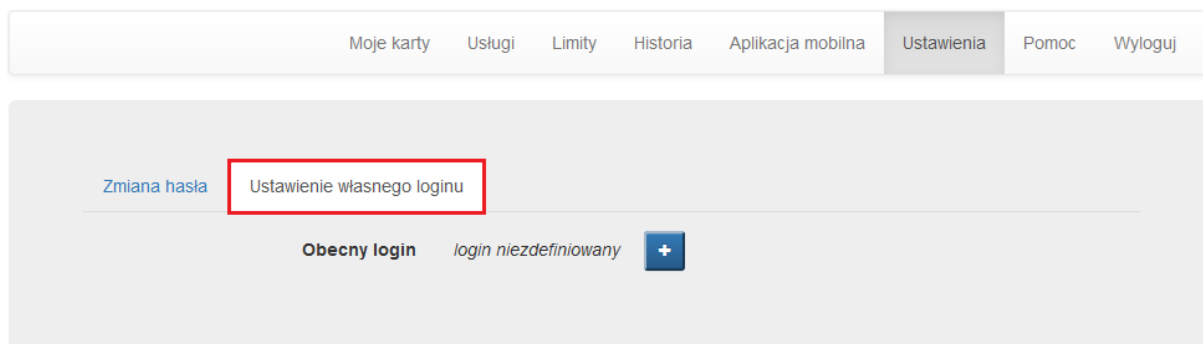 Moje karty Usługi Limity Historia Aplikacja mobilna Ustawienia Pomoc Wyloguj
Zmiana hasła Ustawienie własnego loginu
Obecny login login niezdefiniowany +